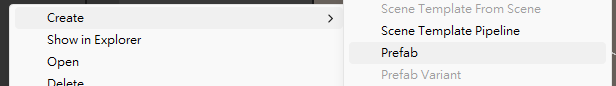 Create
Show in Explorer
Open
Delete
Scene Template From Scene
Scene Template Pipeline
Prefab
Prefab Variant